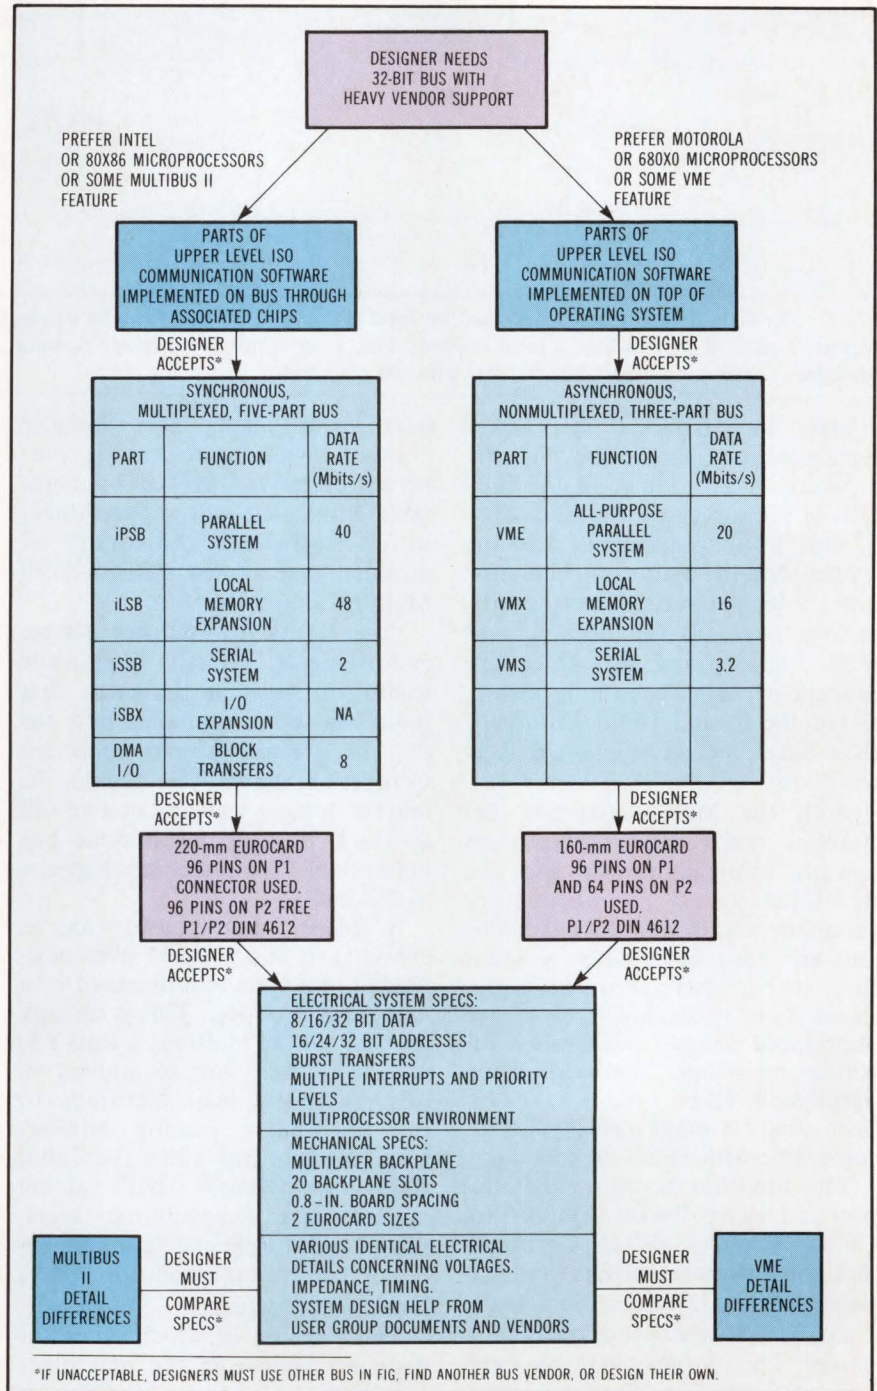 DESIGNER NEEDS
32-BIT BUS WITH
HEAVY VENDOR SUPPORT
PREFER INTEL
OR 80X86 MICROPROCESSORS
OR SOME MULTIBUS II
FEATURE
PREFER MOTOROLA
OR 680X0 MICROPROCESSORS
OR SOME VME
FEATURE
PARTS OF
UPPER LEVEL ISO
COMMUNICATION SOFTWARE
IMPLEMENTED ON BUS THROUGH
ASSOCIATED CHIPS
PARTS OF
UPPER LEVEL ISO
COMMUNICATION SOFTWARE
IMPLEMENTED ON TOP OF
OPERATING SYSTEM
DESIGNER
ACCEPTS*
DESIGNER
ACCEPTS*
SYNCHRONOUS,
MULTIPLEXED, FIVE-PART BUS
PART FUNCTION DATA RATE (Mbits/s)
iPSB PARALLEL SYSTEM 40
iLSB LOCAL MEMORY EXPANSION 48
iSSB SERIAL SYSTEM 2
iSBX I/O EXPANSION NA
DMA I/O BLOCK TRANSFERS 8
ASYNCHRONOUS,
NONMULTIPLEXED, THREE-PART BUS
PART FUNCTION DATA RATE (Mbits/s)
VME ALL-PURPOSE PARALLEL SYSTEM 20
VMX LOCAL MEMORY EXPANSION 16
VMS SERIAL SYSTEM 3.2
DESIGNER
ACCEPTS*
DESIGNER
ACCEPTS*
220-mm EUROCARD
96 PINS ON P1
CONNECTOR USED.
96 PINS ON P2 FREE
P1/P2 DIN 4612
160-mm EUROCARD
96 PINS ON P1
AND 64 PINS ON P2
USED.
P1/P2 DIN 4612
DESIGNER
ACCEPTS*
DESIGNER
ACCEPTS*
ELECTRICAL SYSTEM SPECS:
8/16/32 BIT DATA
16/24/32 BIT ADDRESSES
BURST TRANSFERS
MULTIPLE INTERRUPTS AND PRIORITY
LEVELS
MULTIPROCESSOR ENVIRONMENT
MECHANICAL SPECS:
MULTILAYER BACKPLANE
20 BACKPLANE SLOTS
0.8-IN. BOARD SPACING
2 EUROCARD SIZES
VARIOUS IDENTICAL ELECTRICAL
DETAILS CONCERNING VOLTAGES.
IMPEDANCE, TIMING.
SYSTEM DESIGN HELP FROM
USER GROUP DOCUMENTS AND VENDORS
MULTIBUS
II
DETAIL
DIFFERENCES
DESIGNER
MUST
COMPARE
SPECS*
DESIGNER
MUST
COMPARE
SPECS*
VME
DETAIL
DIFFERENCES
*IF UNACCEPTABLE, DESIGNERS MUST USE OTHER BUS IN FIG, FIND ANOTHER BUS VENDOR, OR DESIGN THEIR OWN.